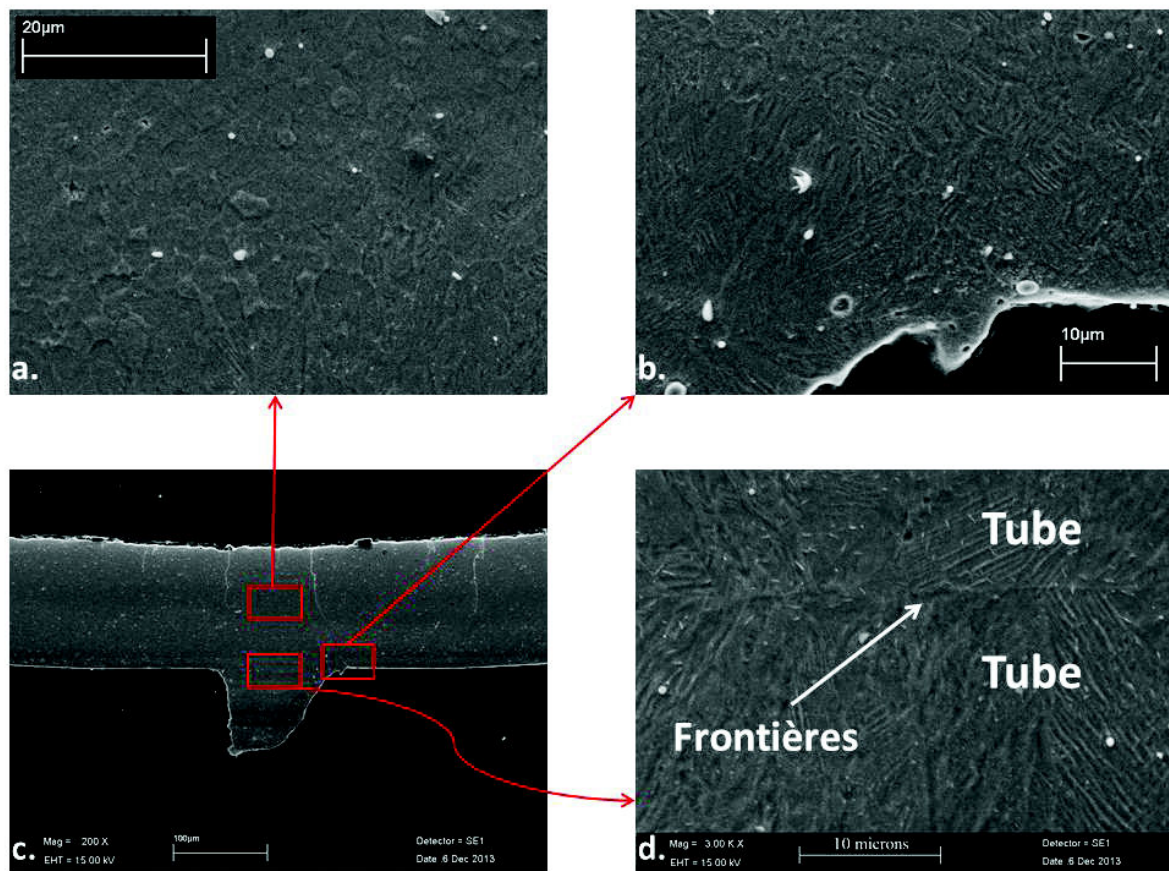 20µm
a.
10µm
b.
Mag = 200 X
100µm
Detector = SE1
c.
EHT = 15.00 kV
Date :6 Dec 2013
Tube
Tube
Frontières
Mag = 3.00 K X
10 microns
Detector = SE1
d.
EHT = 15.00 kV
Date :6 Dec 2013